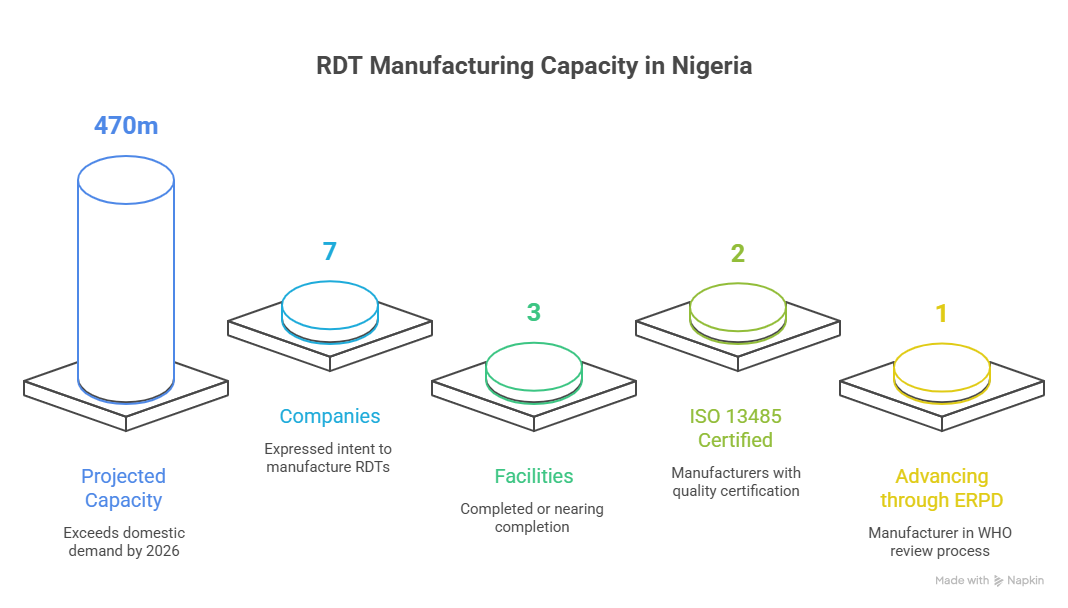 RDT Manufacturing Capacity in Nigeria
470m
Projected
Capacity
Exceeds domestic
demand by 2026
7
Companies
Expressed intent to
manufacture RDTs
3
Facilities
Completed or nearing
completion
2
ISO 13485
Certified
Manufacturers with
quality certification
1
Advancing
through ERPD
Manufacturer in WHO
review process
Made with Napkin